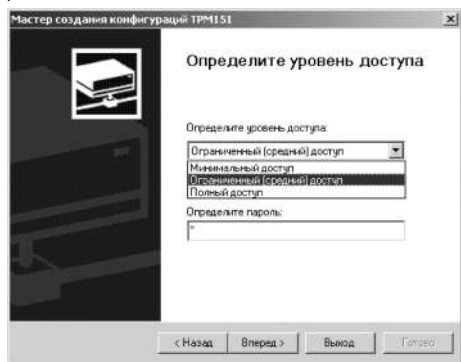 Мастер создания конфигураций ТРМ151
Определите уровень доступа
Определите уровень доступа:
Ограниченный (средний) доступ
Минимальный доступ
Ограниченный (средний) доступ
Полный доступ
Определите пароль:
*
< Назад
Вперед >
Выход
Готово